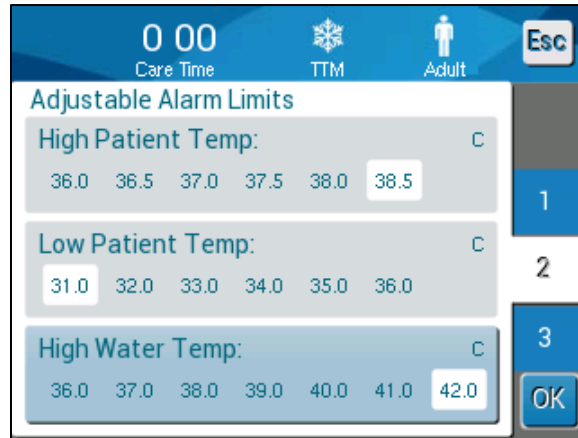 0 00
Care Time
TTM
Adult
Esc
Adjustable Alarm Limits
High Patient Temp: C
36.0 36.5 37.0 37.5 38.0 38.5
1
Low Patient Temp: C
31.0 32.0 33.0 34.0 35.0 36.0
2
High Water Temp: C
36.0 37.0 38.0 39.0 40.0 41.0 42.0
3
OK